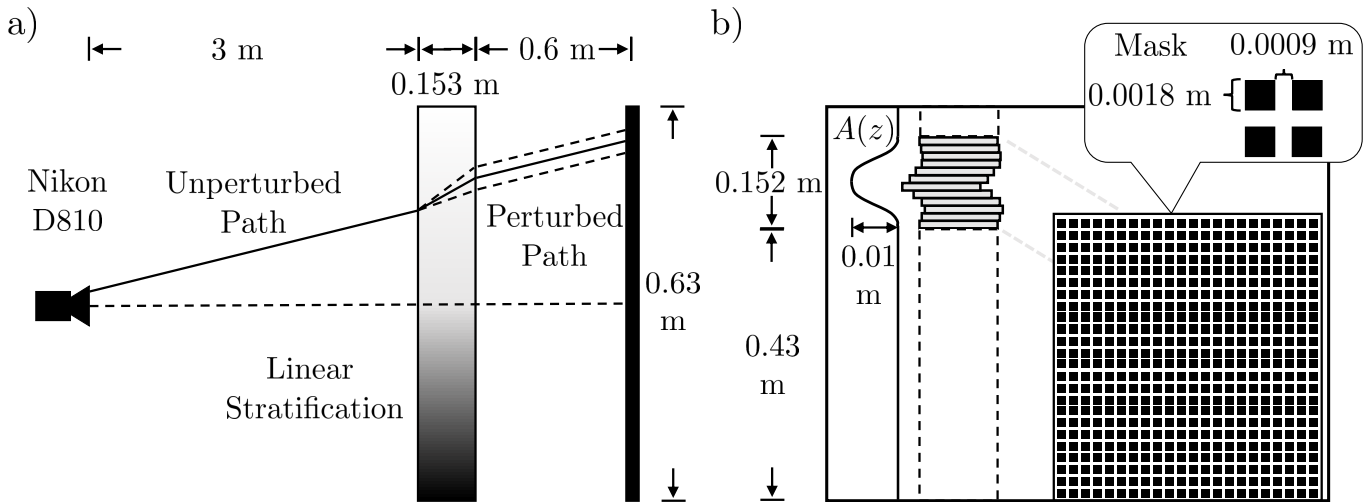 a)
3 m
0.6 m
0.153 m
Nikon
D810
Unperturbed
Path
Perturbed
Path
0.63
m
Linear
Stratification
b)
Mask
0.0009 m
0.0018 m
A(z)
0.152 m
0.01
m
0.43
m